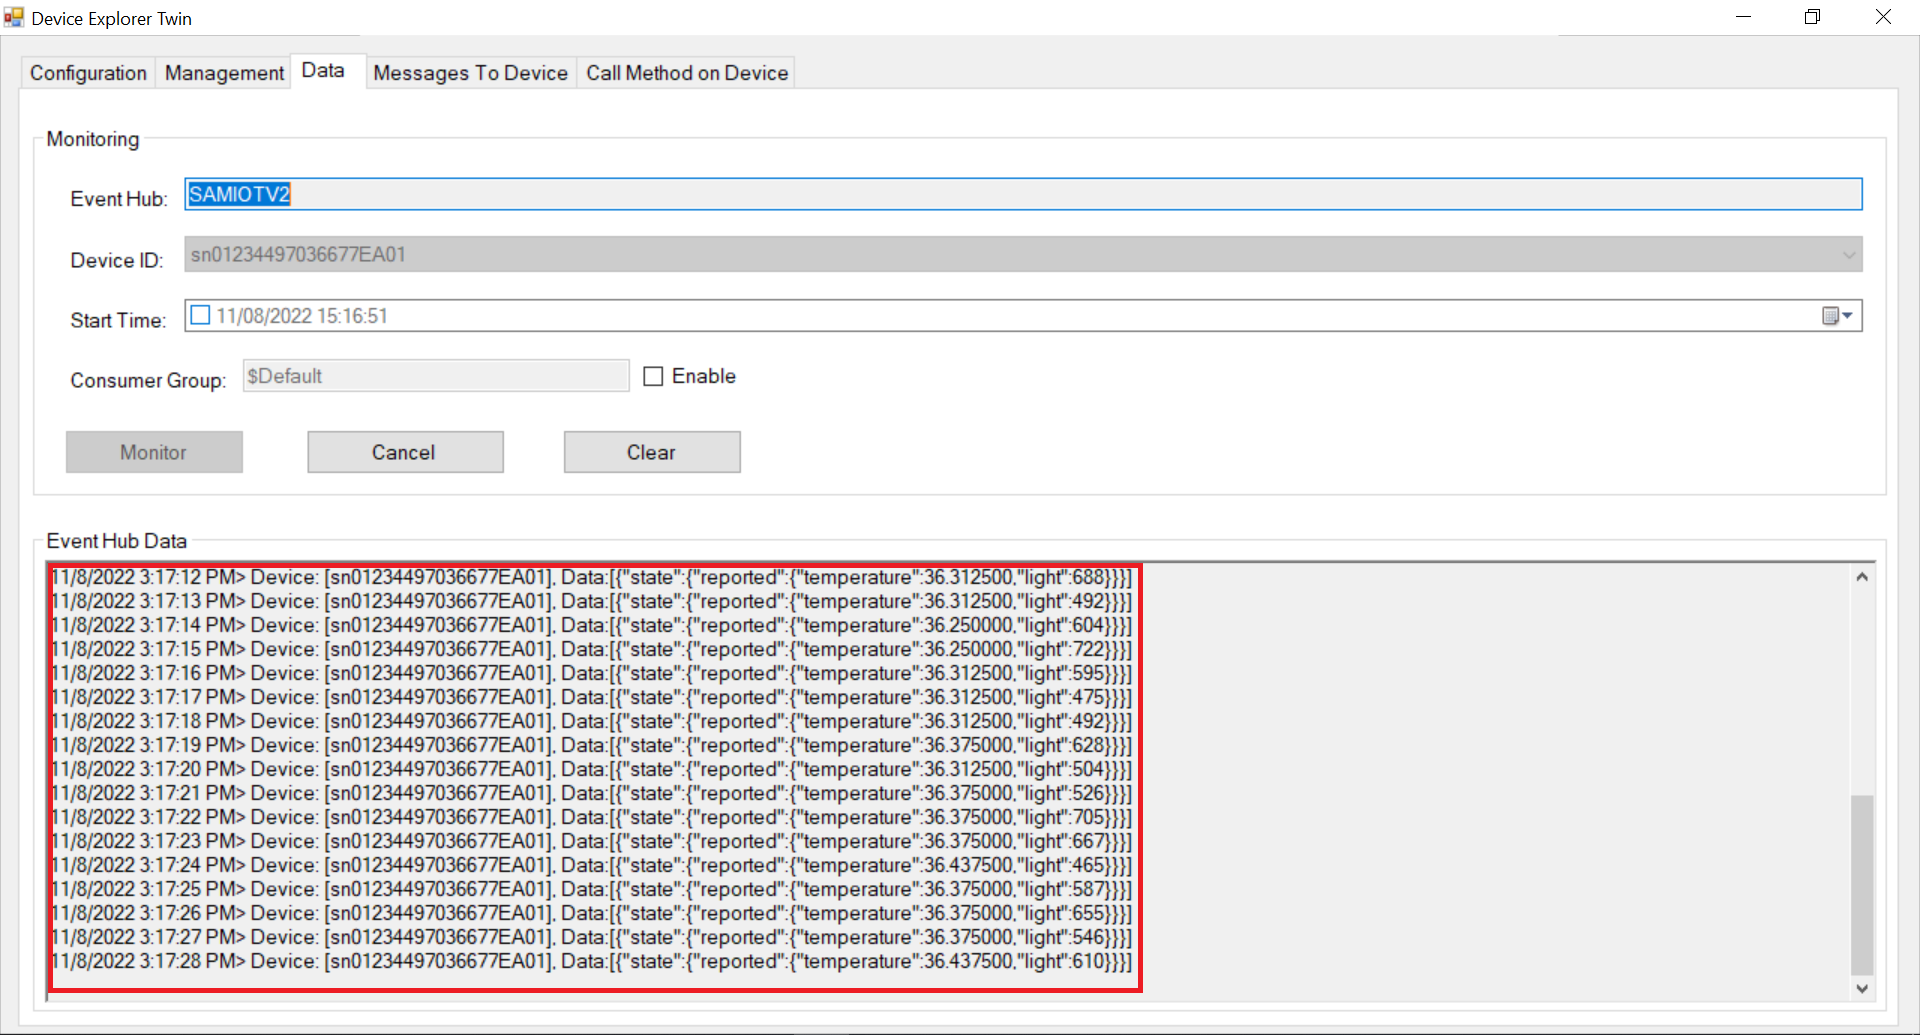 Device Explorer Twin
Configuration Management Data Messages To Device Call Method on Device
Monitoring
Event Hub: SAMIOTV2
Device ID: sn01234497036677EA01
Start Time: 11/08/2022 15:16:51
Consumer Group: $Default Enable
Monitor Cancel Clear
Event Hub Data
11/8/2022 3:17:12 PM> Device: [sn01234497036677EA01], Data:[{"state":{"reported":{"temperature":36.312500,"light":688}}}]
11/8/2022 3:17:13 PM> Device: [sn01234497036677EA01], Data:[{"state":{"reported":{"temperature":36.312500,"light":492}}}]
11/8/2022 3:17:14 PM> Device: [sn01234497036677EA01], Data:[{"state":{"reported":{"temperature":36.250000,"light":604}}}]
11/8/2022 3:17:15 PM> Device: [sn01234497036677EA01], Data:[{"state":{"reported":{"temperature":36.250000,"light":722}}}]
11/8/2022 3:17:16 PM> Device: [sn01234497036677EA01], Data:[{"state":{"reported":{"temperature":36.312500,"light":595}}}]
11/8/2022 3:17:17 PM> Device: [sn01234497036677EA01], Data:[{"state":{"reported":{"temperature":36.312500,"light":475}}}]
11/8/2022 3:17:18 PM> Device: [sn01234497036677EA01], Data:[{"state":{"reported":{"temperature":36.312500,"light":492}}}]
11/8/2022 3:17:19 PM> Device: [sn01234497036677EA01], Data:[{"state":{"reported":{"temperature":36.375000,"light":628}}}]
11/8/2022 3:17:20 PM> Device: [sn01234497036677EA01], Data:[{"state":{"reported":{"temperature":36.312500,"light":504}}}]
11/8/2022 3:17:21 PM> Device: [sn01234497036677EA01], Data:[{"state":{"reported":{"temperature":36.375000,"light":526}}}]
11/8/2022 3:17:22 PM> Device: [sn01234497036677EA01], Data:[{"state":{"reported":{"temperature":36.375000,"light":705}}}]
11/8/2022 3:17:23 PM> Device: [sn01234497036677EA01], Data:[{"state":{"reported":{"temperature":36.375000,"light":667}}}]
11/8/2022 3:17:24 PM> Device: [sn01234497036677EA01], Data:[{"state":{"reported":{"temperature":36.437500,"light":465}}}]
11/8/2022 3:17:25 PM> Device: [sn01234497036677EA01], Data:[{"state":{"reported":{"temperature":36.375000,"light":587}}}]
11/8/2022 3:17:26 PM> Device: [sn01234497036677EA01], Data:[{"state":{"reported":{"temperature":36.375000,"light":655}}}]
11/8/2022 3:17:27 PM> Device: [sn01234497036677EA01], Data:[{"state":{"reported":{"temperature":36.375000,"light":546}}}]
11/8/2022 3:17:28 PM> Device: [sn01234497036677EA01], Data:[{"state":{"reported":{"temperature":36.437500,"light":610}}}]